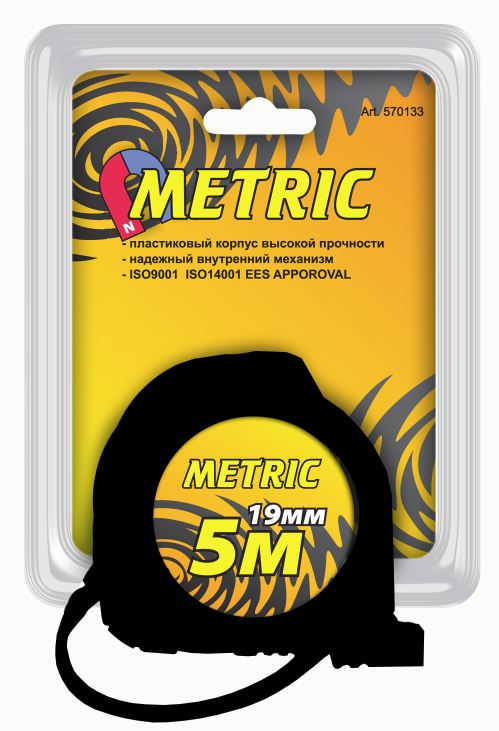 Art. 570133
N
METRIC
- пластиковый корпус высокой прочности
- надежный внутренний механизм
- ISO9001 ISO14001 EES APPOROVAL
METRIC
19мм
5м